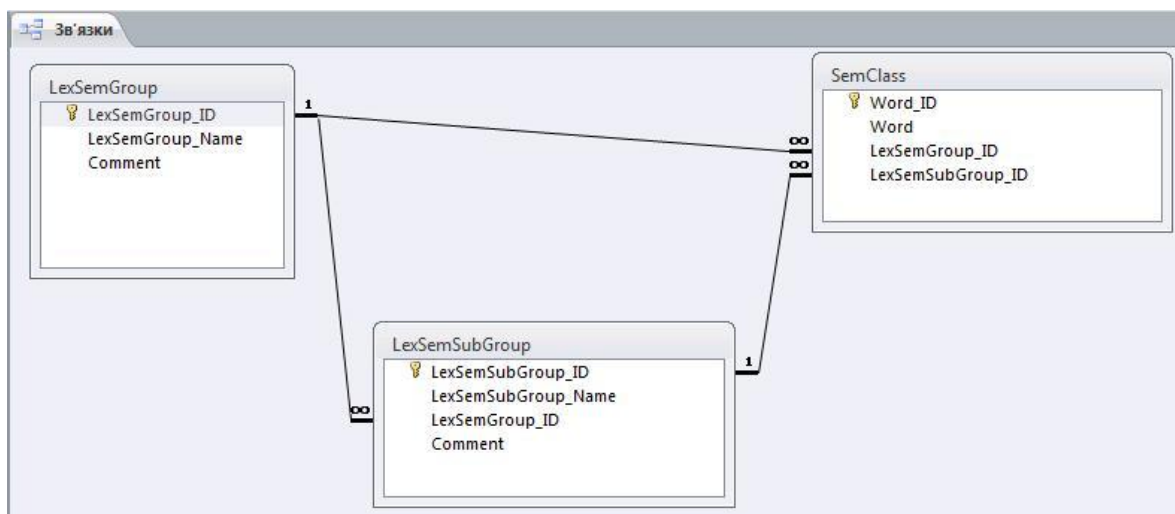 Зв'язки
LexSemGroup
LexSemGroup_ID
LexSemGroup_Name
Comment
1
1
∞
∞
∞
SemClass
Word_ID
Word
LexSemGroup_ID
LexSemSubGroup_ID
LexSemSubGroup
LexSemSubGroup_ID
LexSemSubGroup_Name
LexSemGroup_ID
Comment